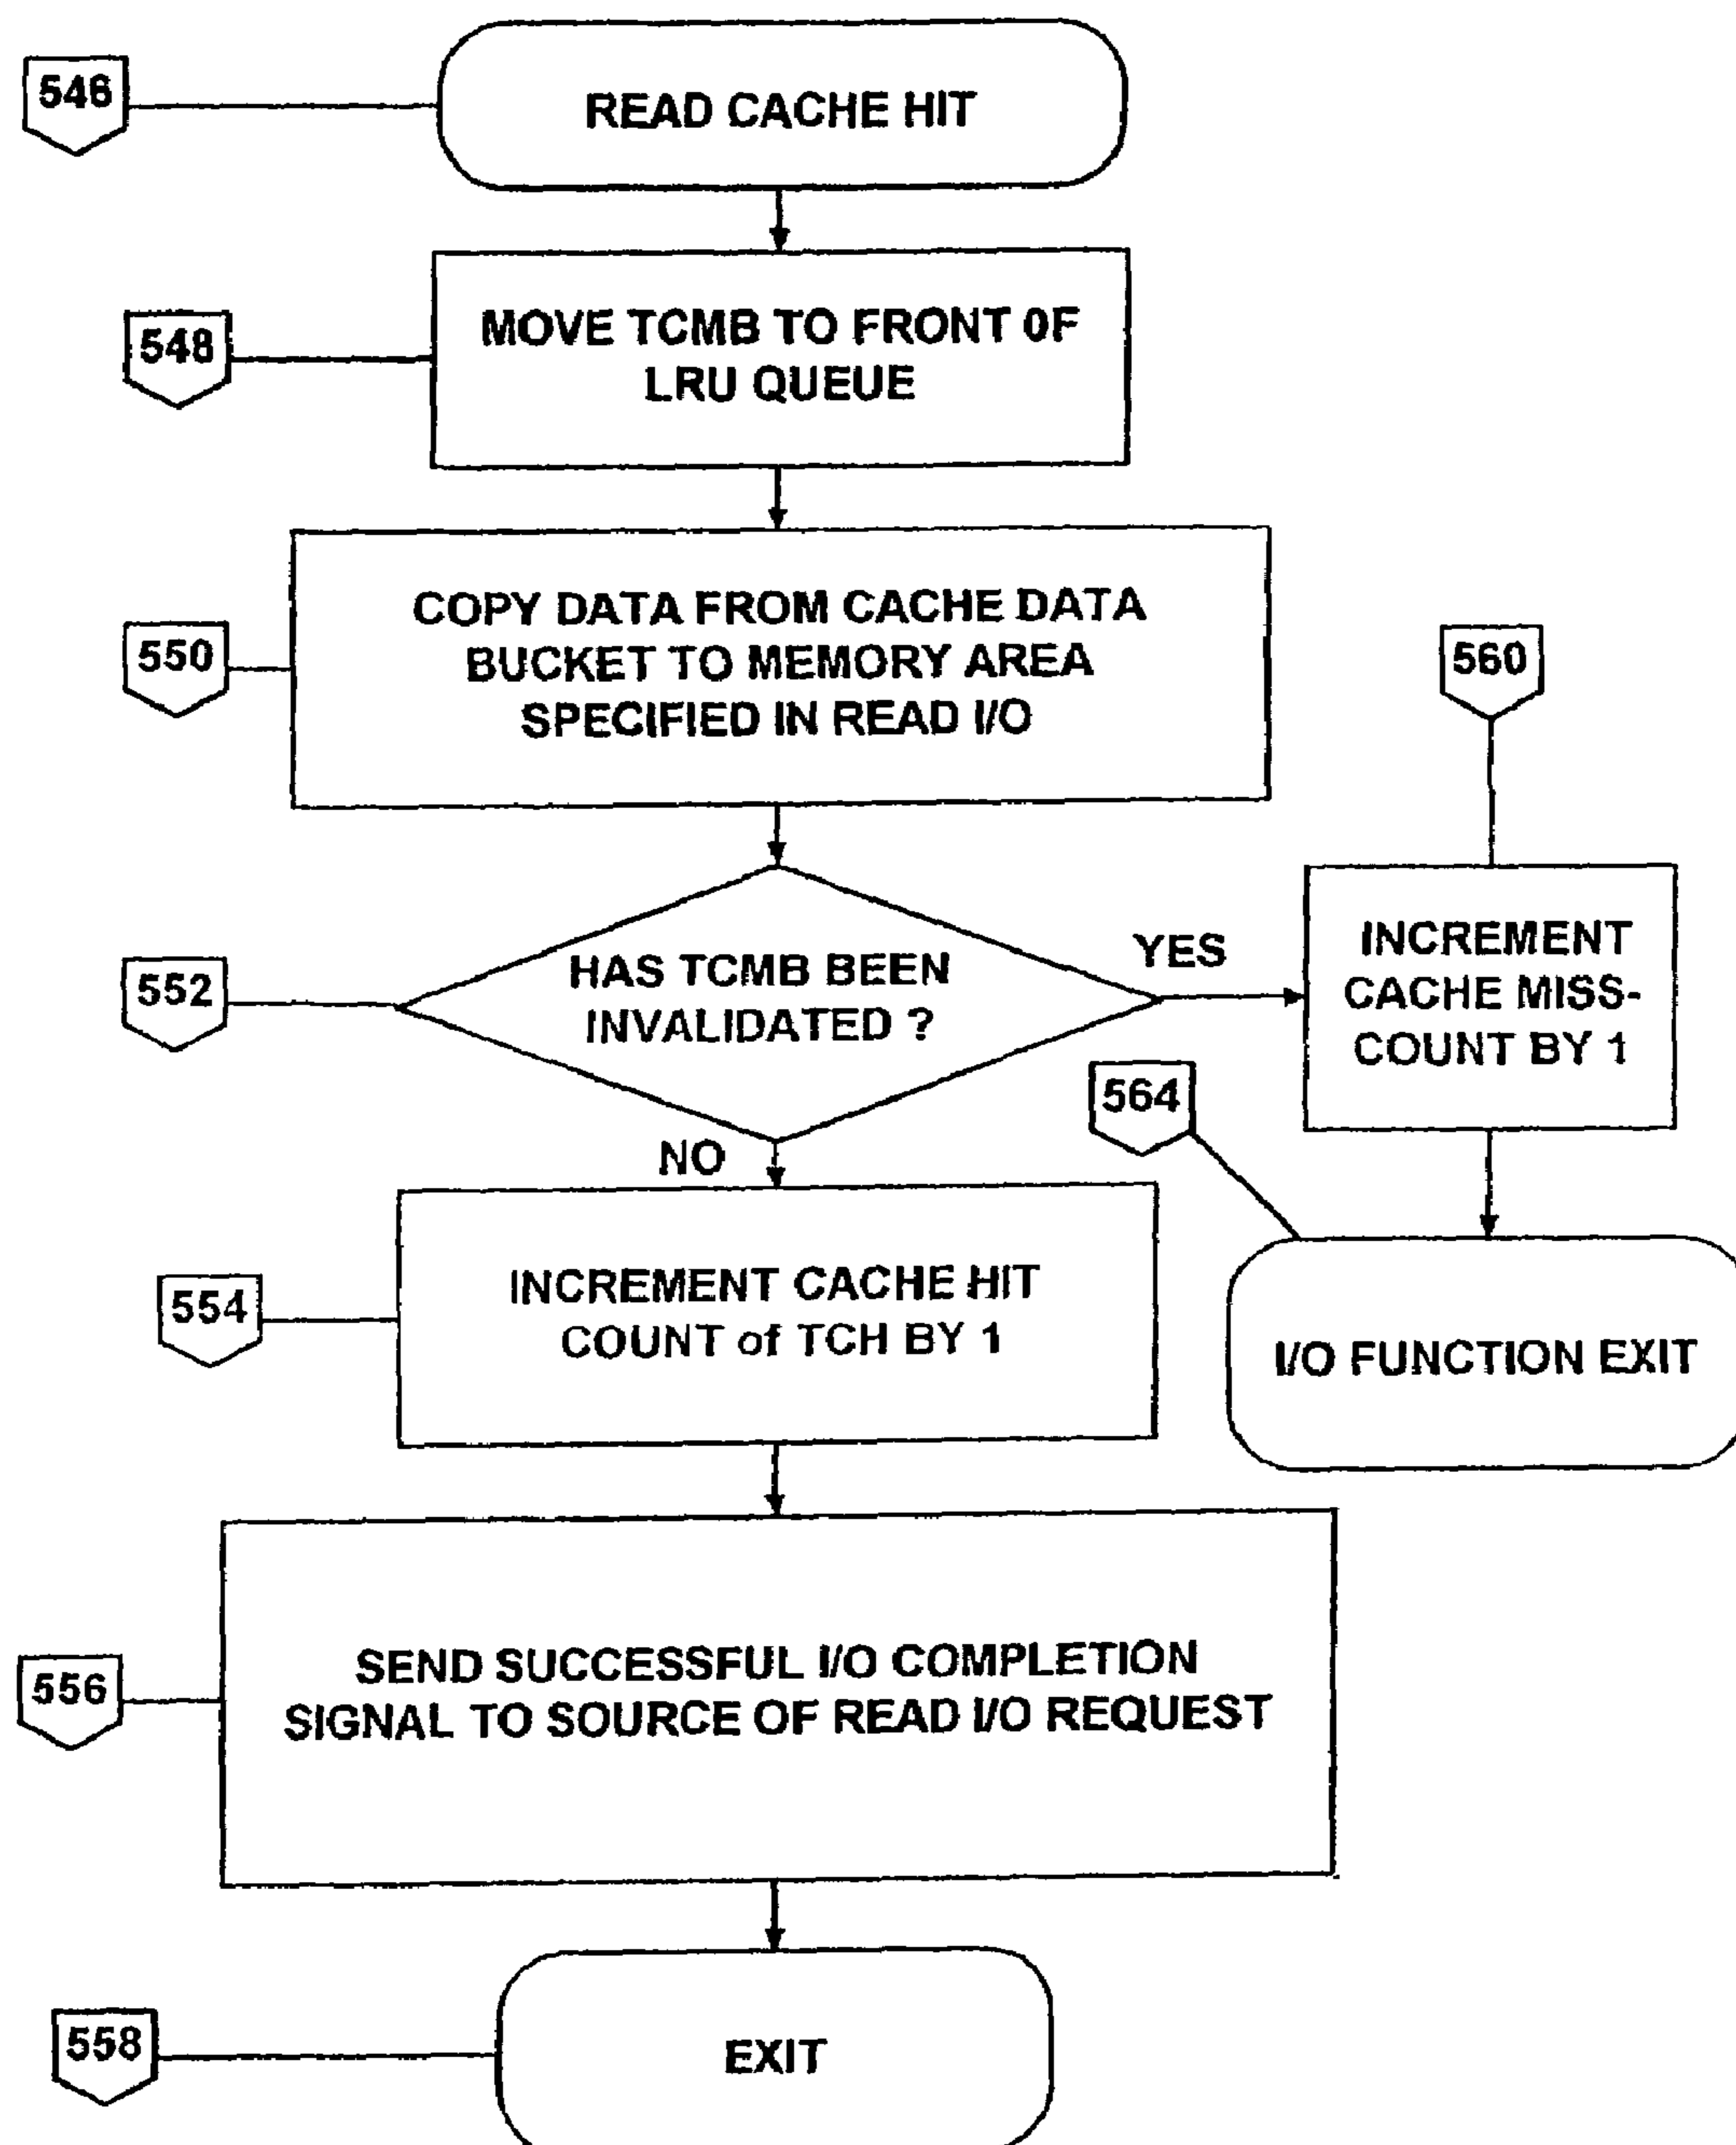 546
READ CACHE HIT
548
MOVE TCMB TO FRONT 0F
LRU QUEUE
550
COPY DATA FROM CACHE DATA
BUCKET TO MEMORY AREA
SPECIFIED IN READ I/O
560
552
HAS TCMB BEEN
INVALIDATED ?
YES
INCREMENT
CACHE MISS-
COUNT BY 1
564
NO
554
INCREMENT CACHE HIT
COUNT of TCH BY 1
I/O FUNCTION EXIT
556
SEND SUCCESSFUL I/O COMPLETION
SIGNAL TO SOURCE OF READ I/O REQUEST
558
EXIT